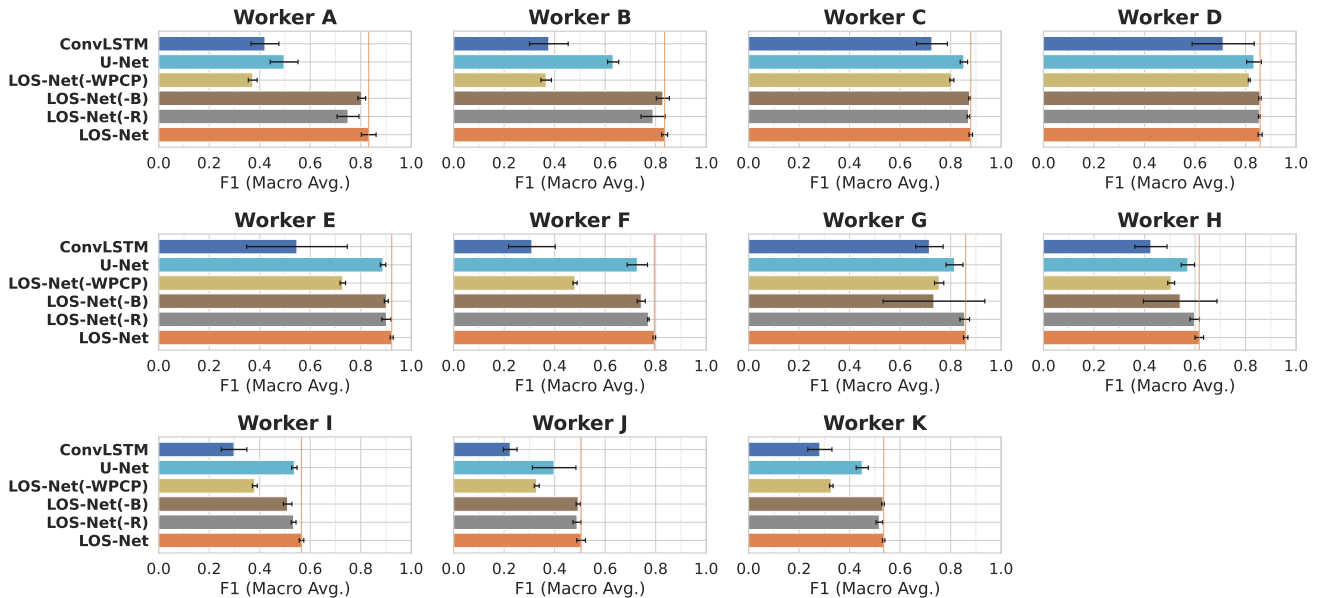 Worker A Worker B Worker C Worker D
ConvLSTM
U-Net
LOS-Net(-WPCP)
LOS-Net(-B)
LOS-Net(-R)
LOS-Net
0.0 0.2 0.4 0.6 0.8 1.0 0.0 0.2 0.4 0.6 0.8 1.0 0.0 0.2 0.4 0.6 0.8 1.0 0.0 0.2 0.4 0.6 0.8 1.0
F1 (Macro Avg.) F1 (Macro Avg.) F1 (Macro Avg.) F1 (Macro Avg.)
Worker E Worker F Worker G Worker H
ConvLSTM
U-Net
LOS-Net(-WPCP)
LOS-Net(-B)
LOS-Net(-R)
LOS-Net
0.0 0.2 0.4 0.6 0.8 1.0 0.0 0.2 0.4 0.6 0.8 1.0 0.0 0.2 0.4 0.6 0.8 1.0 0.0 0.2 0.4 0.6 0.8 1.0
F1 (Macro Avg.) F1 (Macro Avg.) F1 (Macro Avg.) F1 (Macro Avg.)
Worker I Worker J Worker K
ConvLSTM
U-Net
LOS-Net(-WPCP)
LOS-Net(-B)
LOS-Net(-R)
LOS-Net
0.0 0.2 0.4 0.6 0.8 1.0 0.0 0.2 0.4 0.6 0.8 1.0 0.0 0.2 0.4 0.6 0.8 1.0
F1 (Macro Avg.) F1 (Macro Avg.) F1 (Macro Avg.)